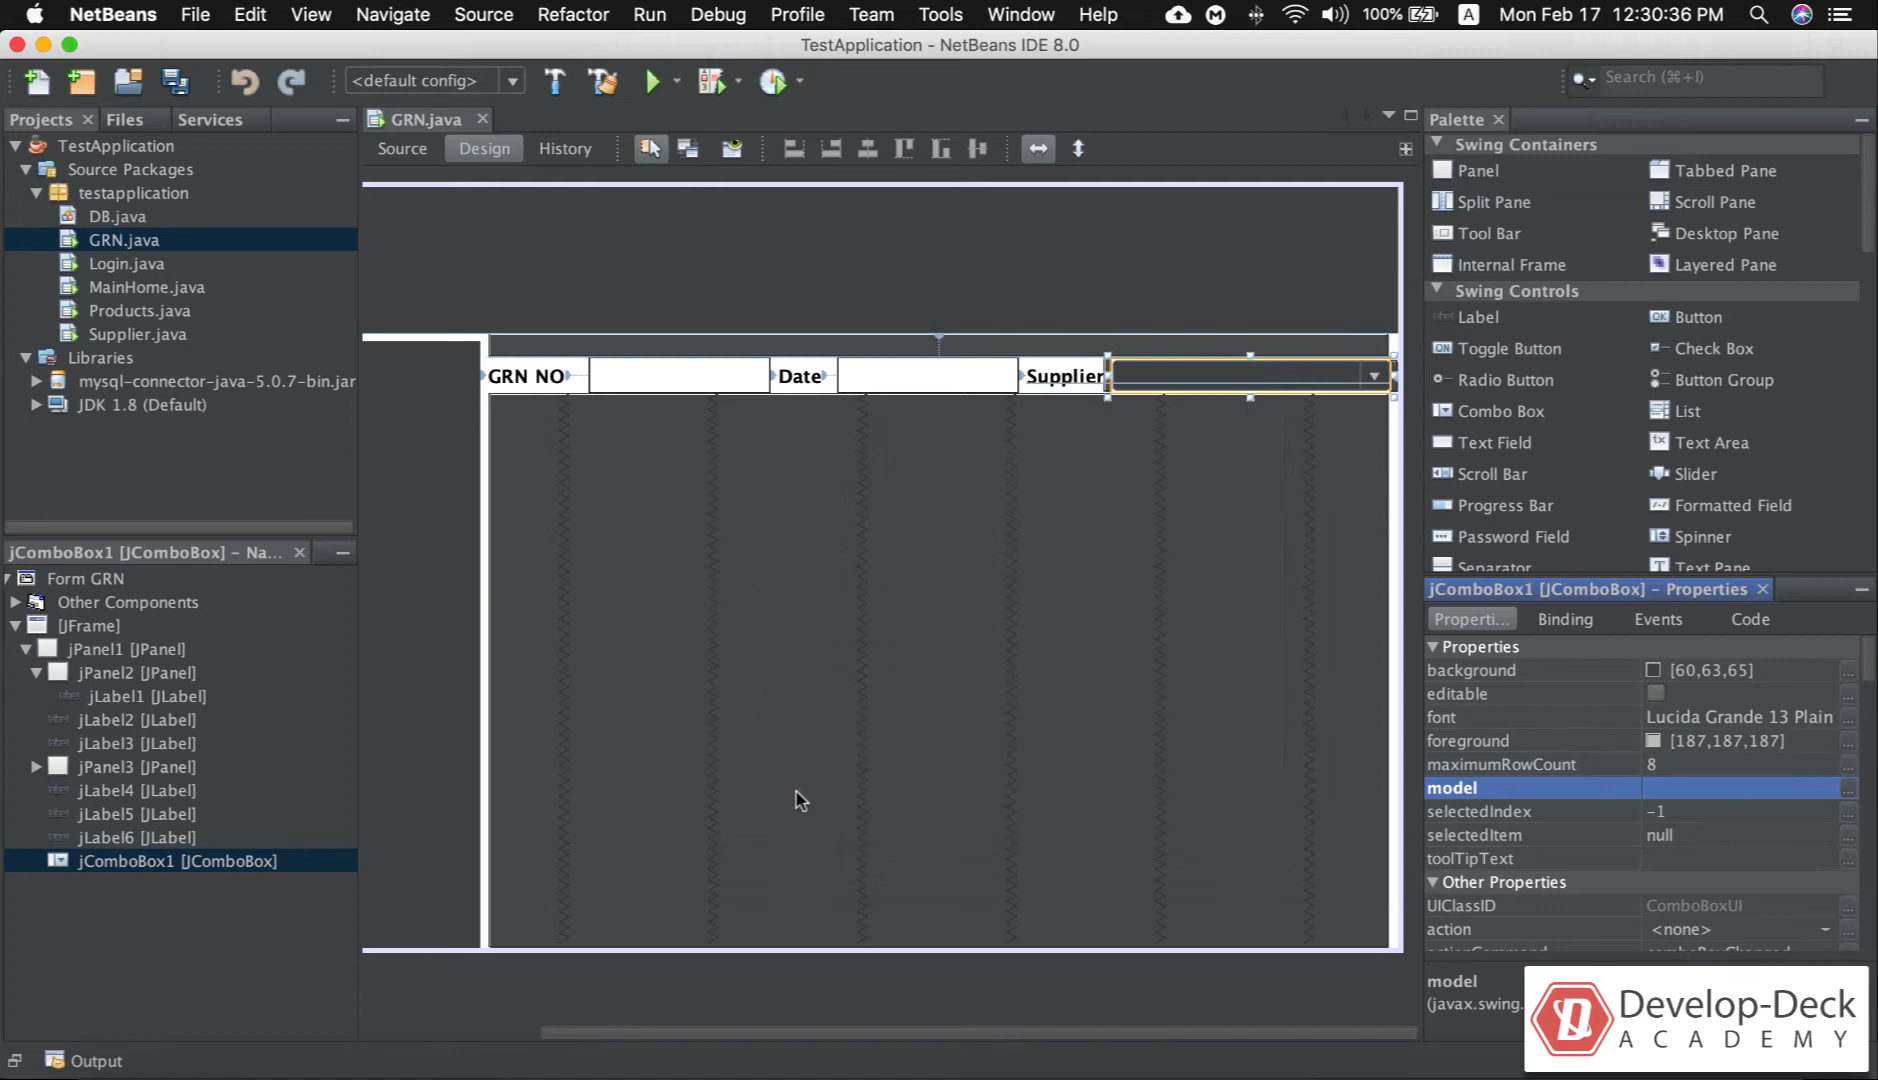 NetBeans File Edit View Navigate Source Refactor Run Debug Profile Team Tools Window Help 100% A Mon Feb 17 12:30:36 PM
TestApplication - NetBeans IDE 8.0
<default config>
Search (⌘+I)
Projects Files Services
TestApplication
Source Packages
testapplication
DB.java
GRN.java
Login.java
MainHome.java
Products.java
Supplier.java
Libraries
mysql-connector-java-5.0.7-bin.jar
JDK 1.8 (Default)
jComboBox1 [JComboBox] - Na...
Form GRN
Other Components
[JFrame]
jPanel1 [JPanel]
jPanel2 [JPanel]
jLabel1 [JLabel]
jLabel2 [JLabel]
jLabel3 [JLabel]
jPanel3 [JPanel]
jLabel4 [JLabel]
jLabel5 [JLabel]
jLabel6 [JLabel]
jComboBox1 [JComboBox]
Output
GRN.java
Source Design History
GRN NO Date Supplier
Palette
Swing Containers
Panel Tabbed Pane
Split Pane Scroll Pane
Tool Bar Desktop Pane
Internal Frame Layered Pane
Swing Controls
Label Button
Toggle Button Check Box
Radio Button Button Group
Combo Box List
Text Field Text Area
Scroll Bar Slider
Progress Bar Formatted Field
Password Field Spinner
Separator Text Pane
jComboBox1 [JComboBox] - Properties
Properti... Binding Events Code
Properties
background [60,63,65]
editable
font Lucida Grande 13 Plain
foreground [187,187,187]
maximumRowCount 8
model
selectedIndex -1
selectedItem null
toolTipText
Other Properties
UIClassID ComboBoxUI
action <none>
actionCommand comboBoxChanged
model
(javax.swing.
Develop-Deck
ACADEMY